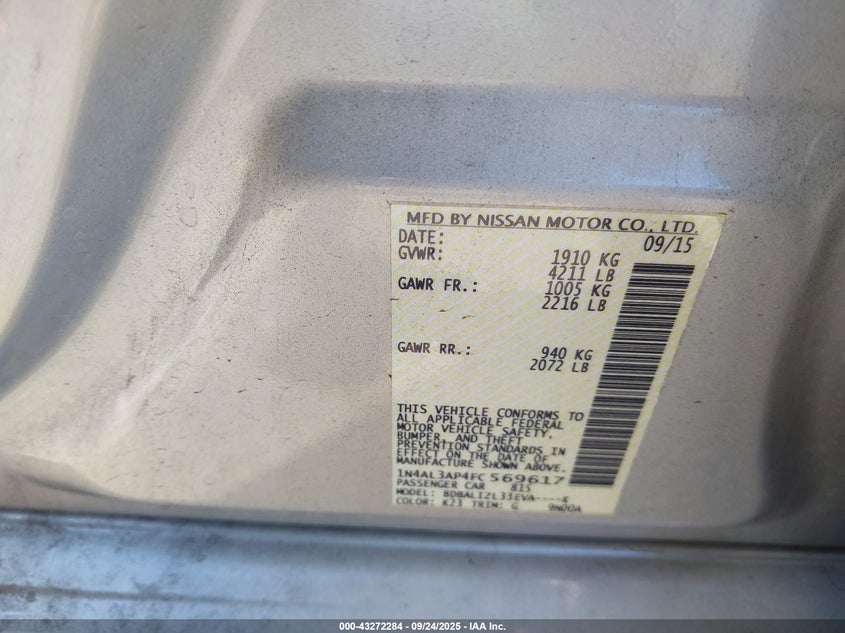 MFD BY NISSAN MOTOR CO., LTD.
DATE: 09/15
GVWR: 1910 KG
4211 LB
GAWR FR.: 1005 KG
2216 LB
GAWR RR.: 940 KG
2072 LB
THIS VEHICLE CONFORMS TO
ALL APPLICABLE FEDERAL
MOTOR VEHICLE SAFETY,
BUMPER, AND THEFT
PREVENTION STANDARDS IN
EFFECT ON THE DATE OF
MANUFACTURE SHOWN ABOVE.
1N4AL3AP4FC569617
PASSENGER CAR 815
MODEL: BDBALIZL33EVA----K
COLOR: K23 TRIM: G 9N00A
000-43272284 - 09/24/2025 - IAA Inc.